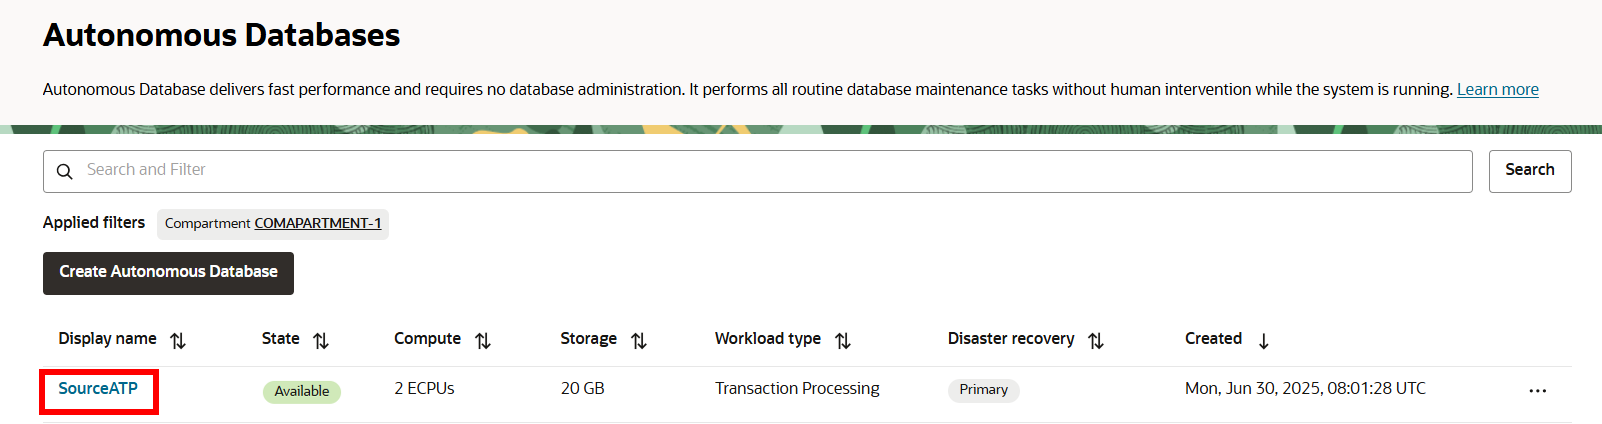 Autonomous Databases
Autonomous Database delivers fast performance and requires no database administration. It performs all routine database maintenance tasks without human intervention while the system is running. Learn more
Search and Filter
Search
Applied filters Compartment COMAPARTMENT-1
Create Autonomous Database
Display name State Compute Storage Workload type Disaster recovery Created
SourceATP Available 2 ECPUs 20 GB Transaction Processing Primary Mon, Jun 30, 2025, 08:01:28 UTC